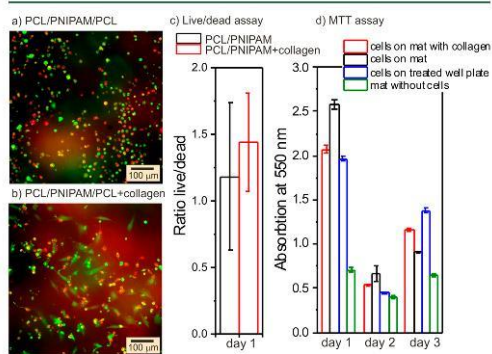 a) PCL/PNIPAM/PCL
100 µm
b) PCL/PNIPAM/PCL+collagen
100 µm
c) Live/dead assay
PCL/PNIPAM
PCL/PNIPAM+collagen
Ratio live/dead
2.0
1.5
1.0
0.5
0.0
day 1
d) MTT assay
cells on mat with collagen
cells on mat
cells on treated well plate
mat without cells
Absorbtion at 550 nm
3.0
2.5
2.0
1.5
1.0
0.5
0.0
day 1 day 2 day 3